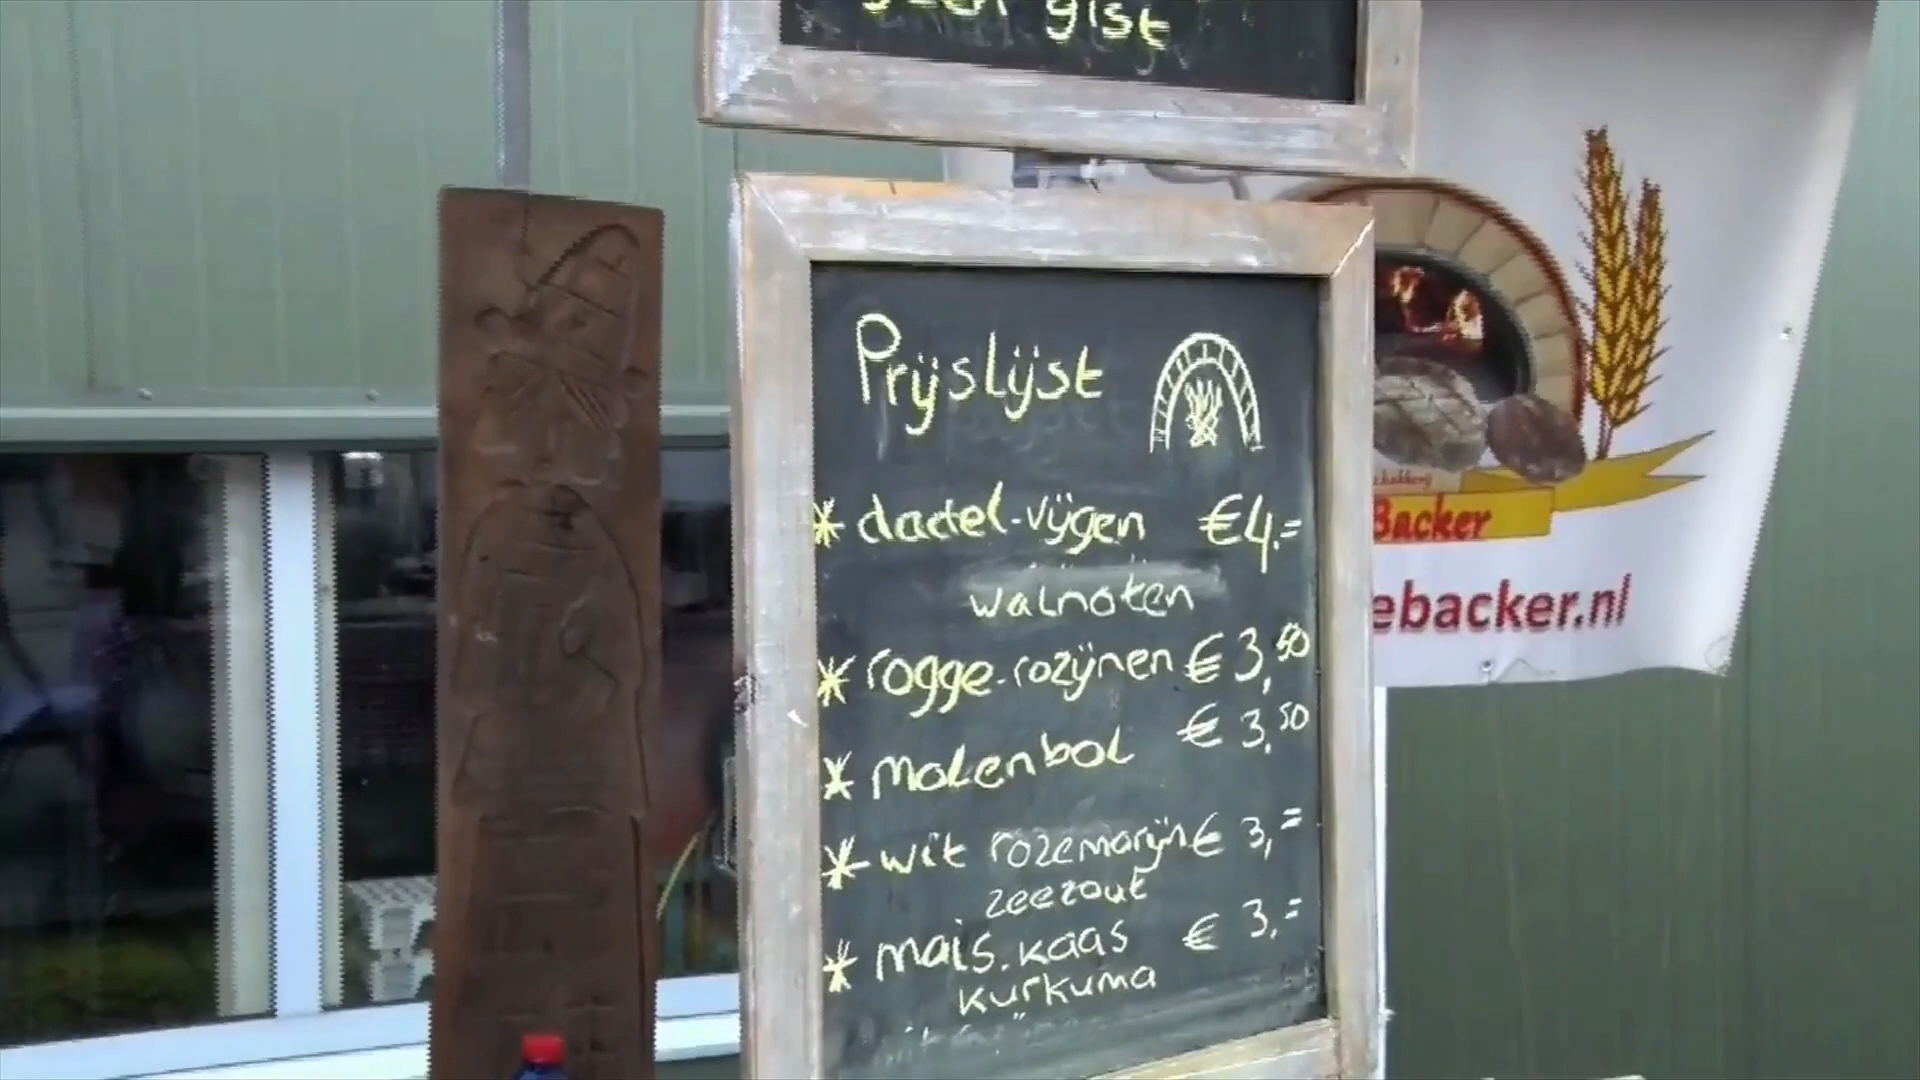 gist
Prijslijst
* dadel-vijgen €4.=
walnoten
* rogge-rozijnen € 3,50
* molenbol € 3,50
* wit rozemarijn € 3,=
zeezout
* mais.kaas € 3.=
kurkuma
Backer
ebacker.nl